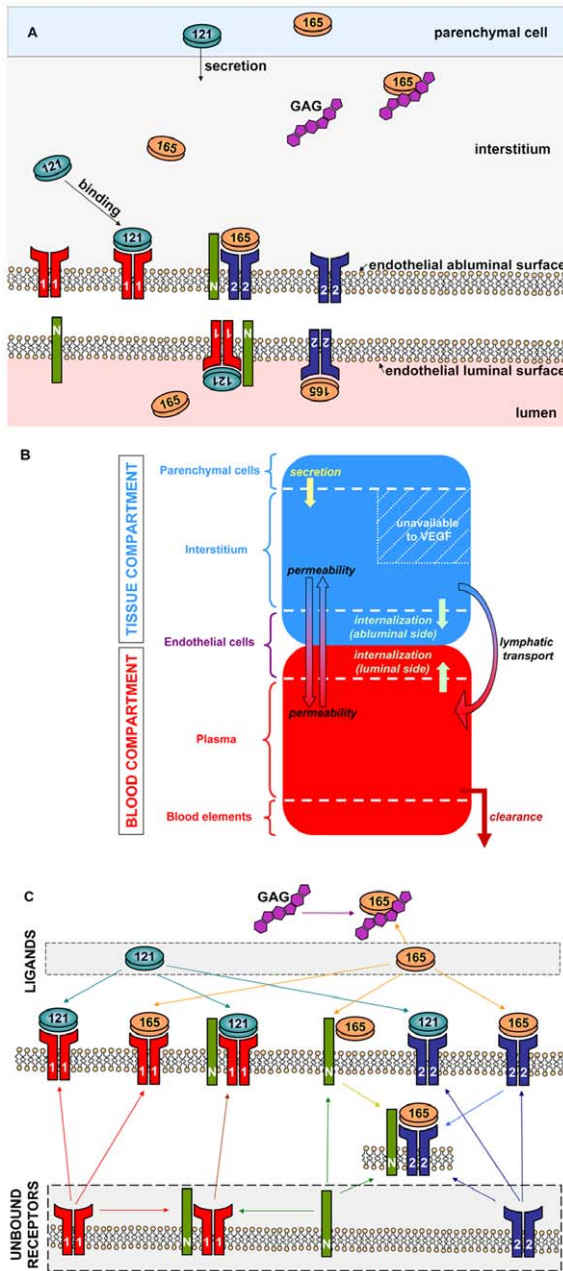 A
121
165
parenchymal cell
secretion
GAG
165
165
interstitium
121
binding
121
165
1 1
1 1
N
2 2
2 2
endothelial abluminal surface
N
1 1
N
2 2
121
165
165
endothelial luminal surface
lumen
B
TISSUE COMPARTMENT
BLOOD COMPARTMENT
Parenchymal cells
secretion
unavailable
to VEGF
Interstitium
permeability
internalization
(abluminal side)
Endothelial cells
internalization
(luminal side)
lymphatic
transport
permeability
Plasma
Blood elements
clearance
C
GAG
165
LIGANDS
121
165
121
165
121
165
121
165
1 1
1 1
N
1 1
N
2 2
2 2
165
N
2 2
UNBOUND
RECEPTORS
1 1
N
1 1
N
2 2